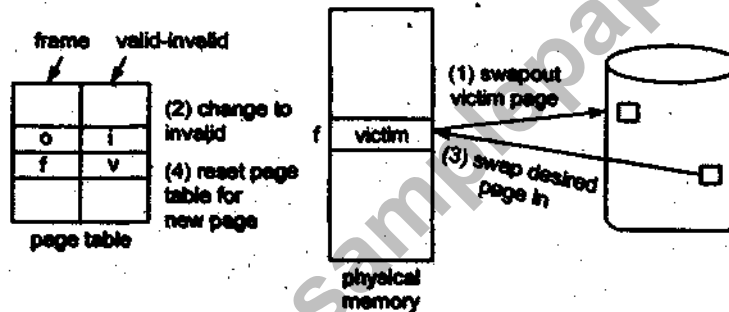 frame valid-invalid
(2) change to
invalid
o i
f v
(4) reset page
table for
new page
page table
f victim
physical
memory
(1) swapout
victim page
(3) swap desired
page in
samplepap